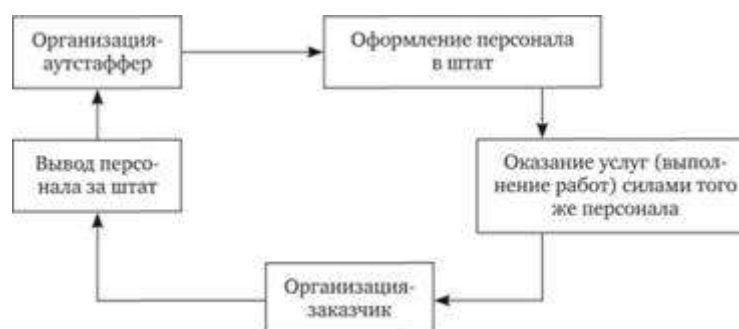 Организация-
аутстаффер
Оформление персонала
в штат
Вывод персо-
нала за штат
Оказание услуг (выпол-
нение работ) силами того
же персонала
Организация-
заказчик